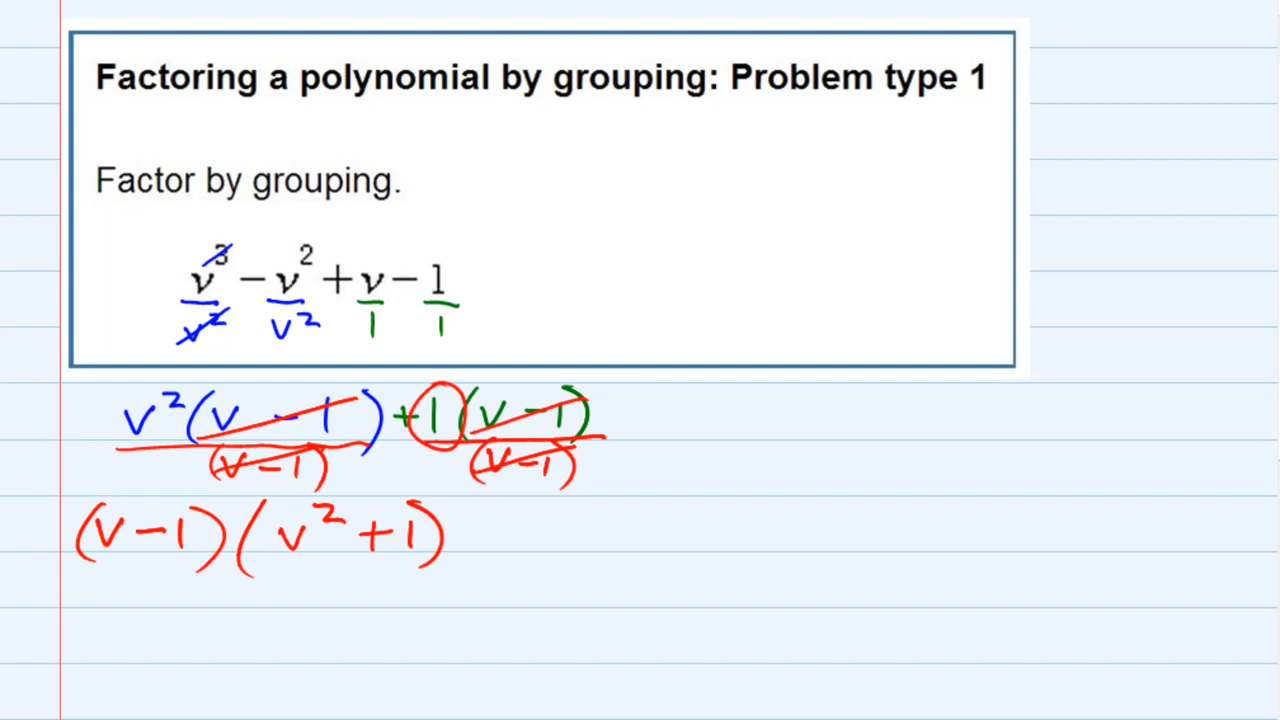 Factoring a polynomial by grouping: Problem type 1
Factor by grouping.
v³ − v² + v − 1
v² v² 1 1
v²(v − 1) + 1(v − 1)
(v − 1) (v − 1)
(v − 1)(v² + 1)